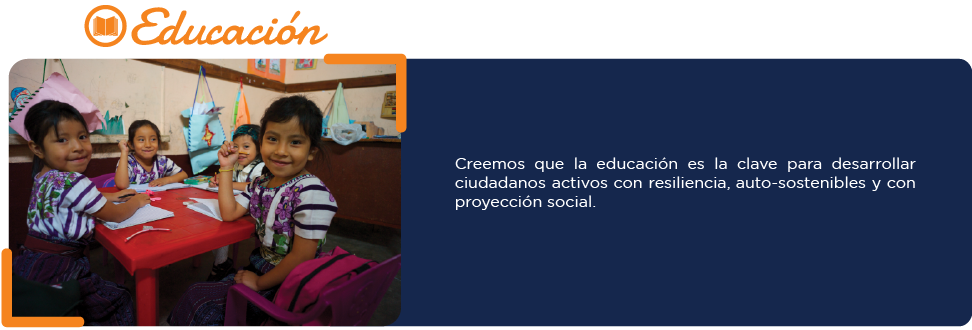 Educación
Creemos que la educación es la clave para desarrollar
ciudadanos activos con resiliencia, auto-sostenibles y con
proyección social.